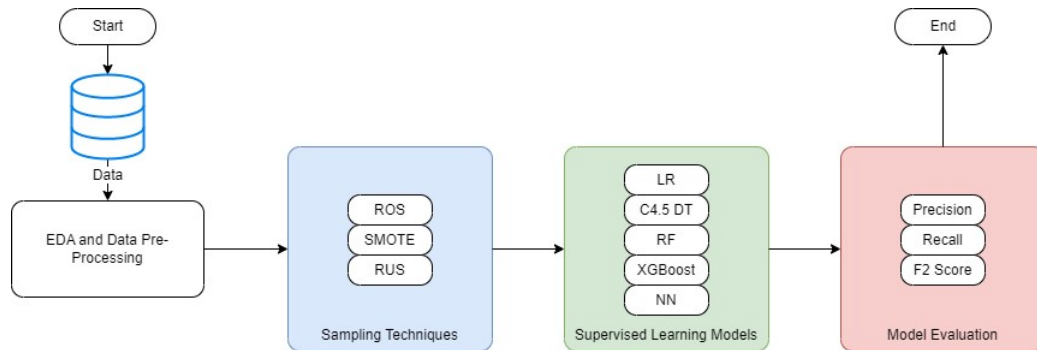 Start
End
Data
EDA and Data Pre-
Processing
ROS
SMOTE
RUS
Sampling Techniques
LR
C4.5 DT
RF
XGBoost
NN
Supervised Learning Models
Precision
Recall
F2 Score
Model Evaluation